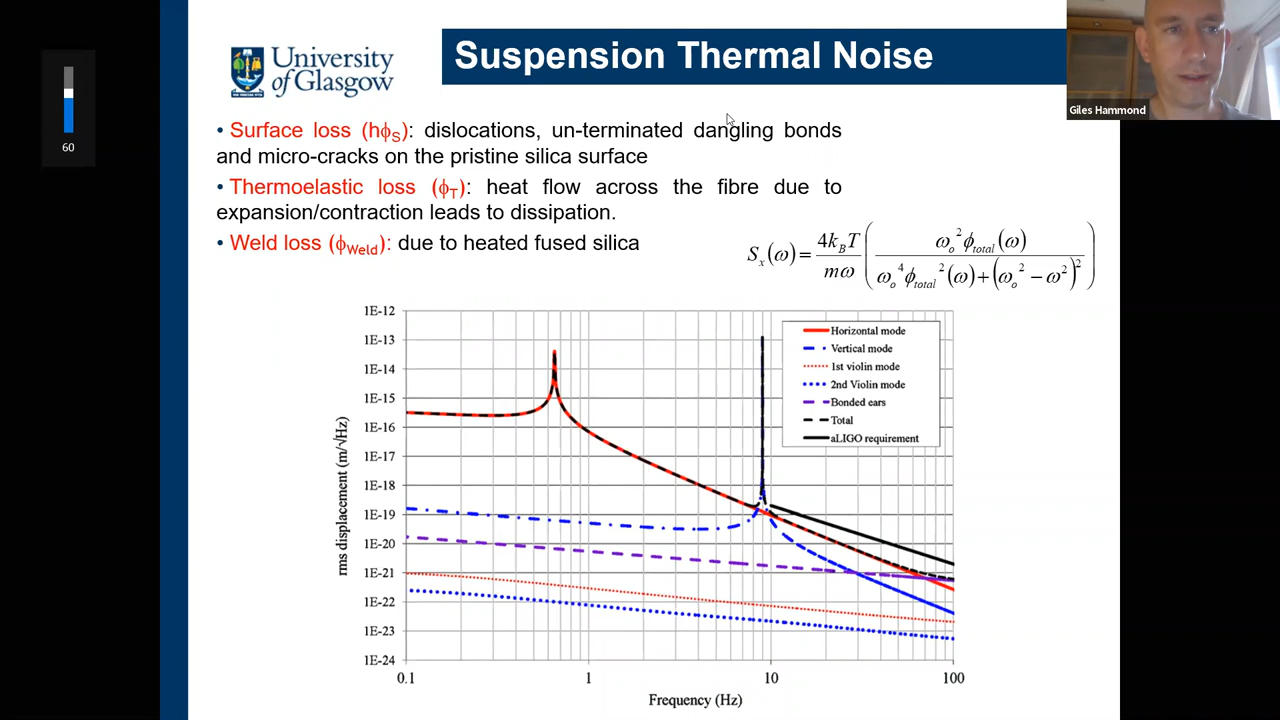 University
of Glasgow
Suspension Thermal Noise
Giles Hammond
60
• Surface loss (hϕS): dislocations, un-terminated dangling bonds
and micro-cracks on the pristine silica surface
• Thermoelastic loss (ϕT): heat flow across the fibre due to
expansion/contraction leads to dissipation.
• Weld loss (ϕWeld): due to heated fused silica
Sx(ω) = 4kBT/mω (ωo²ϕtotal(ω) / (ωo⁴ϕtotal²(ω)+(ωo² − ω²)²))
1E-12
1E-13
1E-14
1E-15
1E-16
1E-17
1E-18
1E-19
1E-20
1E-21
1E-22
1E-23
1E-24
rms displacement (m/√Hz)
Horizontal mode
Vertical mode
1st violin mode
2nd Violin mode
Bonded ears
Total
aLIGO requirement
0.1 1 10 100
Frequency (Hz)